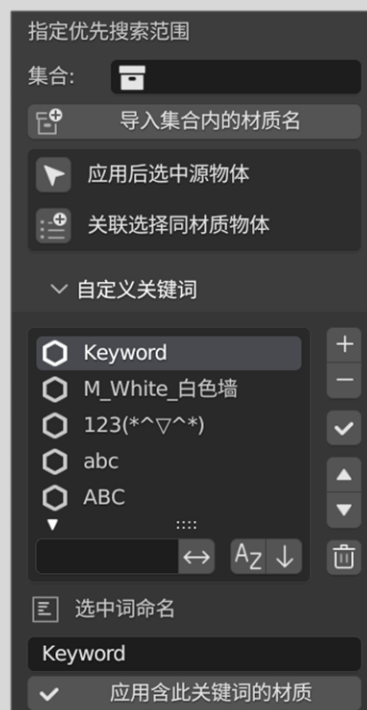 指定优先搜索范围
集合:
导入集合内的材质名
应用后选中源物体
关联选择同材质物体
自定义关键词
Keyword
M_White_白色墙
123(*^▽^*)
abc
ABC
AZ
选中词命名
Keyword
应用含此关键词的材质